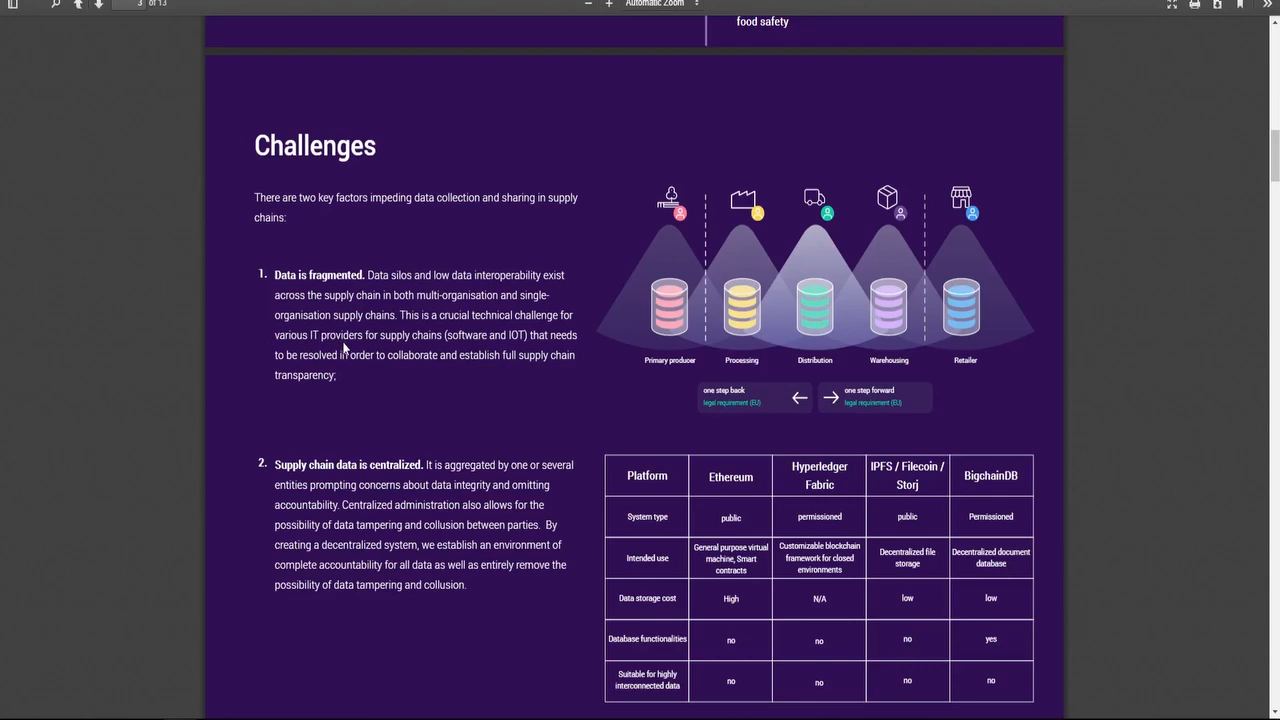 3 of 13
Automatic Zoom
food safety
Challenges
There are two key factors impeding data collection and sharing in supply
chains:
1. Data is fragmented. Data silos and low data interoperability exist
across the supply chain in both multi-organisation and single-
organisation supply chains. This is a crucial technical challenge for
various IT providers for supply chains (software and IOT) that needs
to be resolved in order to collaborate and establish full supply chain
transparency;
2. Supply chain data is centralized. It is aggregated by one or several
entities prompting concerns about data integrity and omitting
accountability. Centralized administration also allows for the
possibility of data tampering and collusion between parties. By
creating a decentralized system, we establish an environment of
complete accountability for all data as well as entirely remove the
possibility of data tampering and collusion.
Primary producer Processing Distribution Warehousing Retailer
one step back
legal requirement (EU)
one step forward
legal requirement (EU)
Platform Ethereum Hyperledger Fabric IPFS / Filecoin / Storj BigchainDB
System type public permissioned public Permissioned
Intended use General purpose virtual machine, Smart contracts Customizable blockchain framework for closed environments Decentralized file storage Decentralized document database
Data storage cost High N/A low low
Database functionalities no no no yes
Suitable for highly interconnected data no no no no